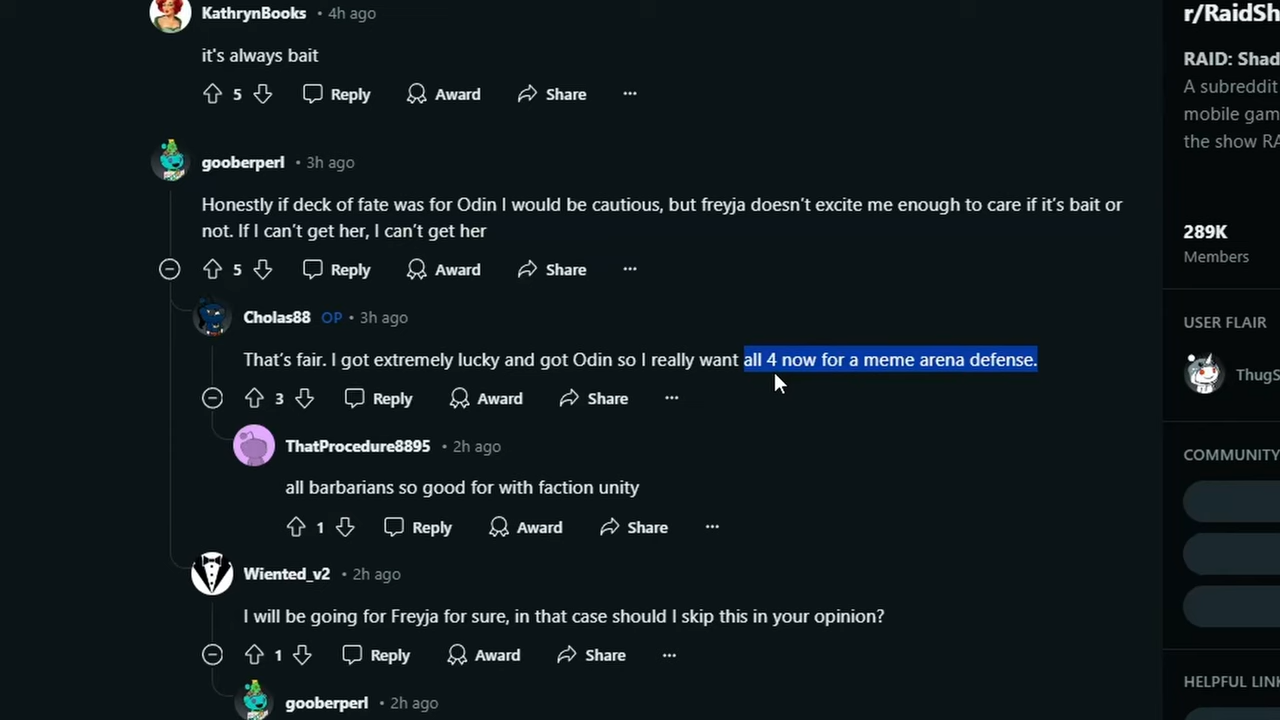 KathrynBooks • 4h ago
r/RaidSh
it's always bait
RAID: Shad
A subreddit
mobile gam
the show RA
5 Reply Award Share
gooberperl • 3h ago
Honestly if deck of fate was for Odin I would be cautious, but freyja doesn't excite me enough to care if it's bait or
not. If I can't get her, I can't get her
289K
Members
5 Reply Award Share
Cholas88 OP • 3h ago
USER FLAIR
That's fair. I got extremely lucky and got Odin so I really want all 4 now for a meme arena defense.
ThugS
3 Reply Award Share
ThatProcedure8895 • 2h ago
COMMUNITY
all barbarians so good for with faction unity
1 Reply Award Share
Wiented_v2 • 2h ago
I will be going for Freyja for sure, in that case should I skip this in your opinion?
1 Reply Award Share
HELPFUL LINK
gooberperl • 2h ago